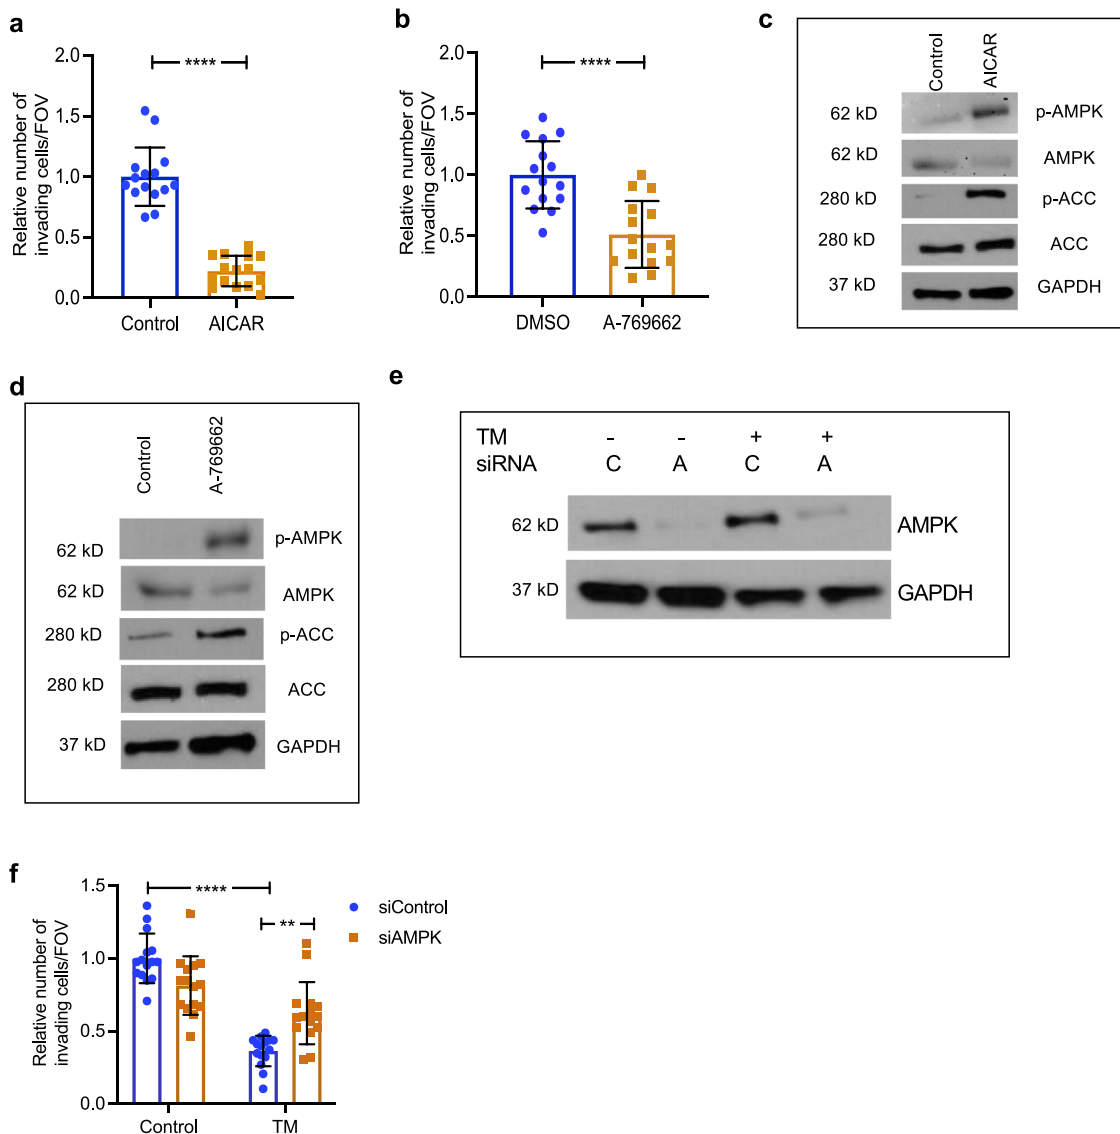 a
Relative number of
invading cells/FOV
2.0
1.5
1.0
0.5
0.0
****
Control
AICAR
b
Relative number of
invading cells/FOV
2.0
1.5
1.0
0.5
0.0
****
DMSO
A-769662
c
Control
AICAR
62 kD
p-AMPK
62 kD
AMPK
280 kD
p-ACC
280 kD
ACC
37 kD
GAPDH
d
Control
A-769662
62 kD
p-AMPK
62 kD
AMPK
280 kD
p-ACC
280 kD
ACC
37 kD
GAPDH
e
TM - - + +
siRNA C A C A
62 kD
AMPK
37 kD
GAPDH
f
Relative number of
invading cells/FOV
1.5
1.0
0.5
0.0
****
**
Control
TM
siControl
siAMPK